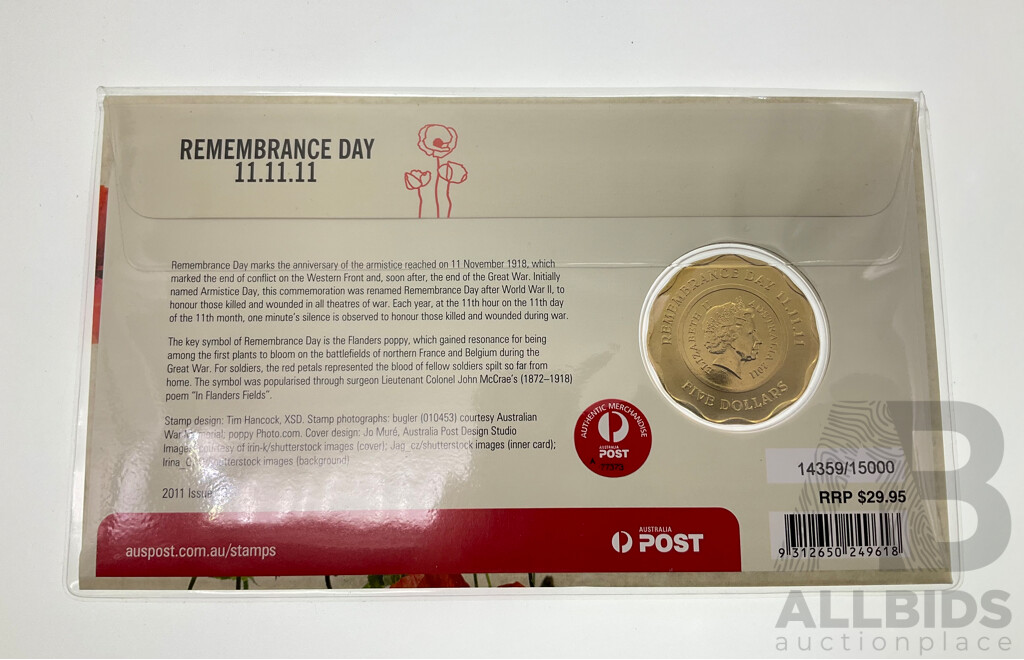 REMEMBRANCE DAY
11.11.11
Remembrance Day marks the anniversary of the armistice reached on 11 November 1918, which
marked the end of conflict on the Western Front and, soon after, the end of the Great War. Initially
named Armistice Day, this commemoration was renamed Remembrance Day after World War II, to
honour those killed and wounded in all theatres of war. Each year, at the 11th hour on the 11th day
of the 11th month, one minute's silence is observed to honour those killed and wounded during war.
The key symbol of Remembrance Day is the Flanders poppy, which gained resonance for being
among the first plants to bloom on the battlefields of northern France and Belgium during the
Great War. For soldiers, the red petals represented the blood of fellow soldiers spilt so far from
home. The symbol was popularised through surgeon Lieutenant Colonel John McCrae's (1872–1918)
poem "In Flanders Fields".
Stamp design: Tim Hancock, XSD. Stamp photographs: bugler (010453) courtesy Australian
War Memorial; poppy Photo.com. Cover design: Jo Muré, Australia Post Design Studio
Images courtesy of irin-k/shutterstock images (cover); Jag_cz/shutterstock images (inner card);
shutterstock images (background)
2011 Issue
auspost.com.au/stamps
REMEMBRANCE DAY 11.11.11
ELIZABETH II AUSTRALIA 2011
FIVE DOLLARS
AUTHENTIC MERCHANDISE
AUSTRALIA
POST
A 77373
AUSTRALIA
POST
14359/15000
RRP $29.95
9 312650 249618
AB
ALLBIDS
auctionplace